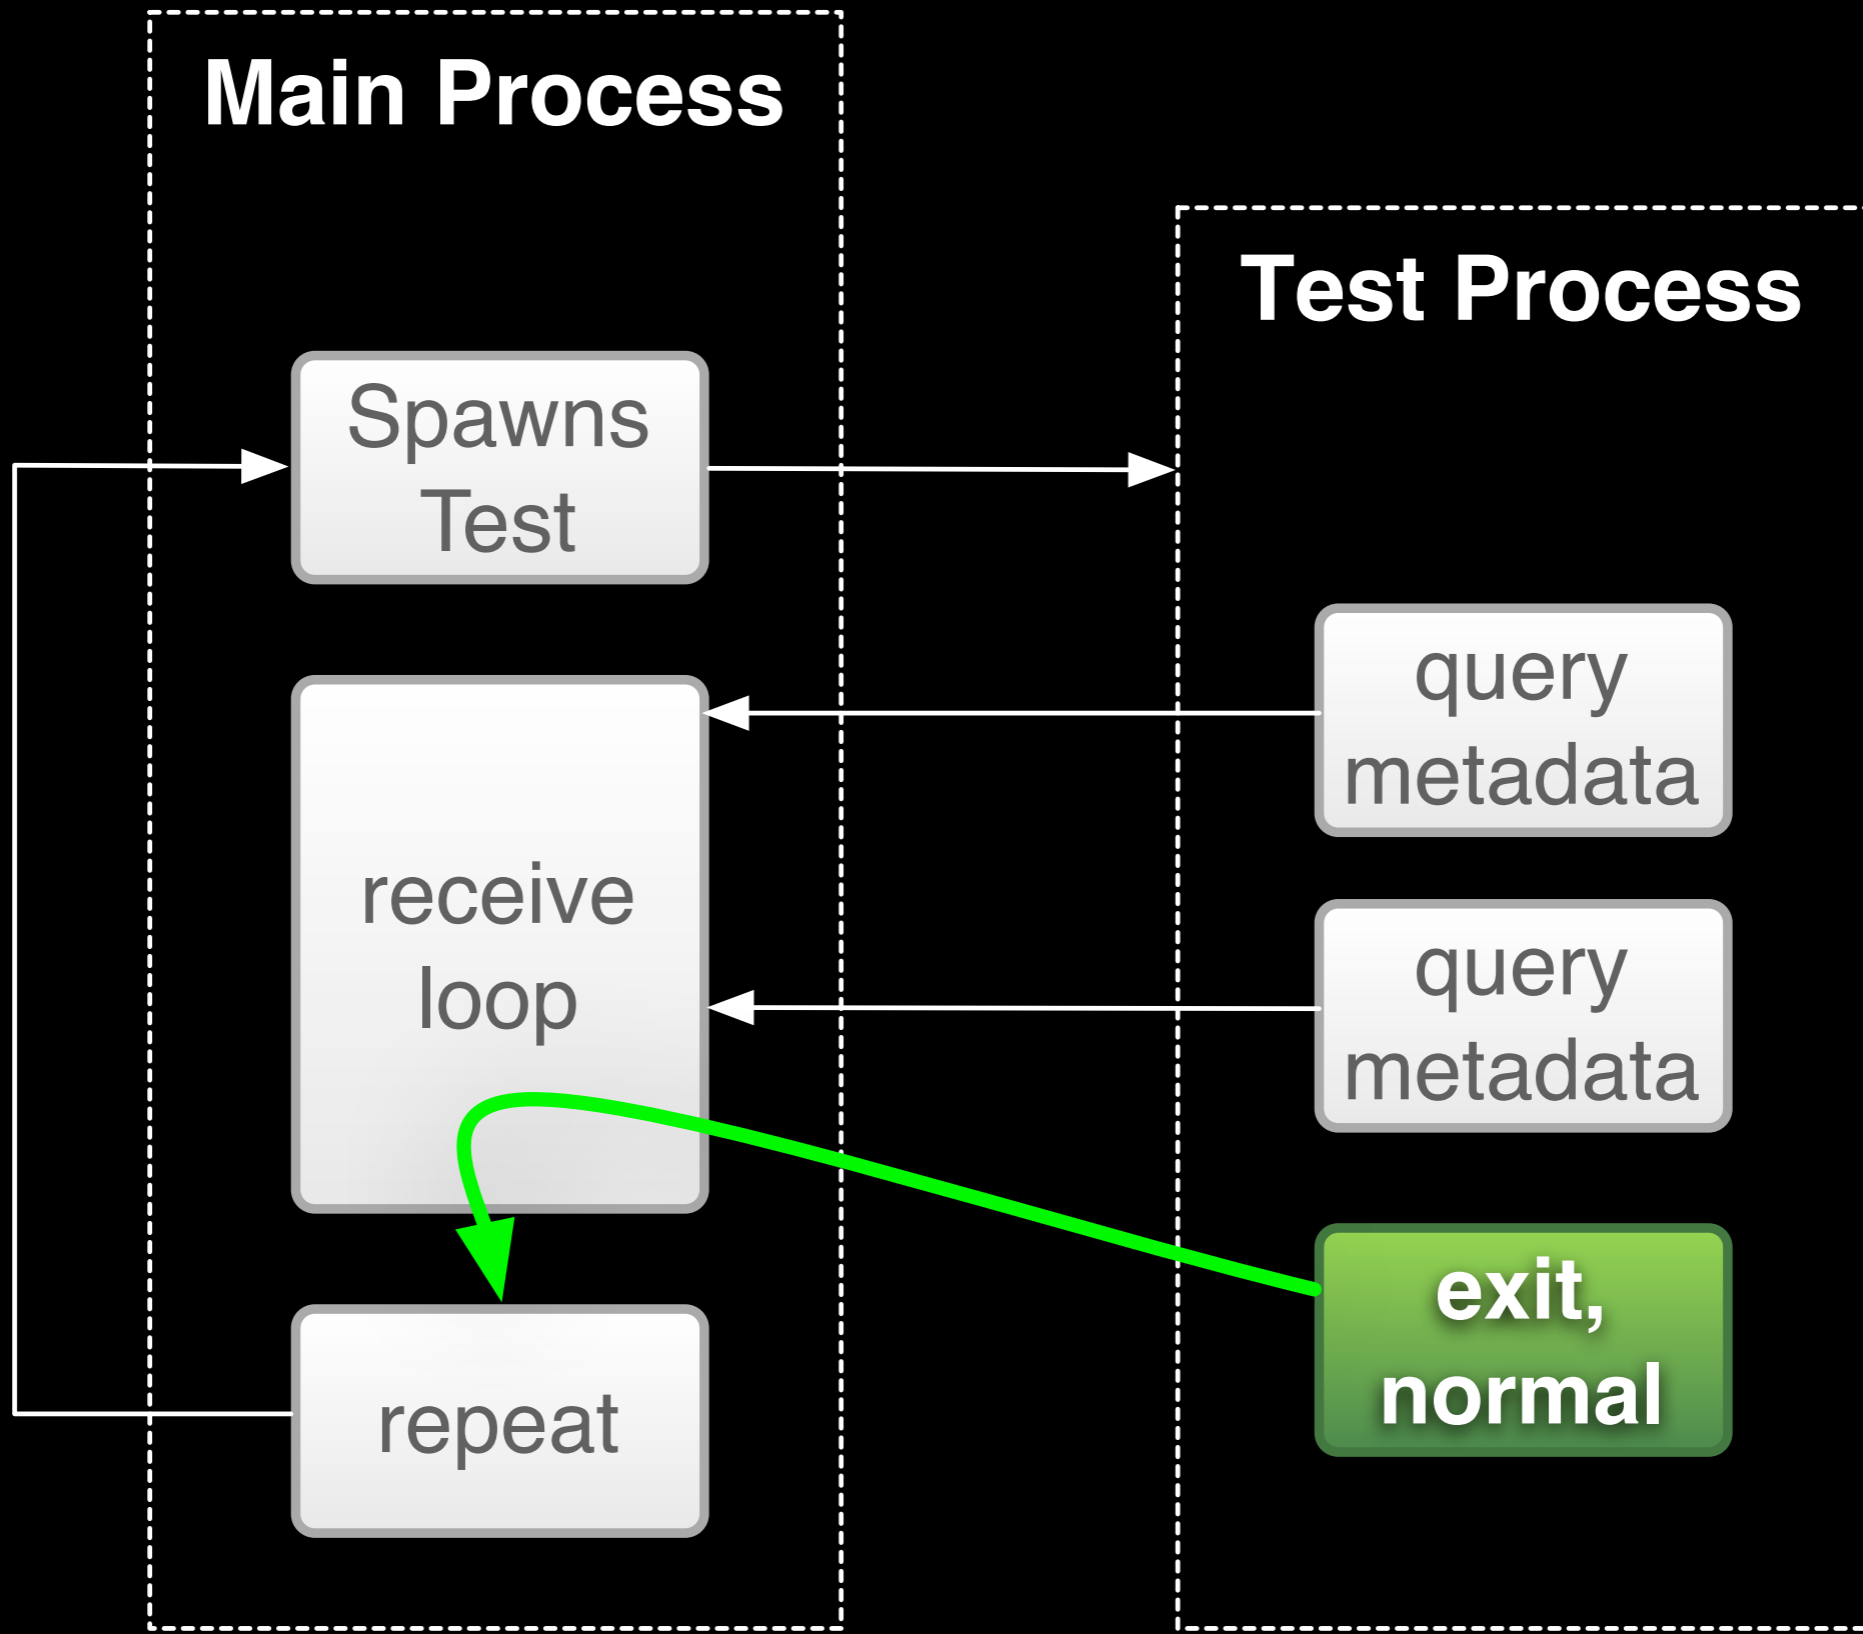 Main Process
Spawns
Test
receive
loop
repeat
Test Process
query
metadata
query
metadata
exit,
normal